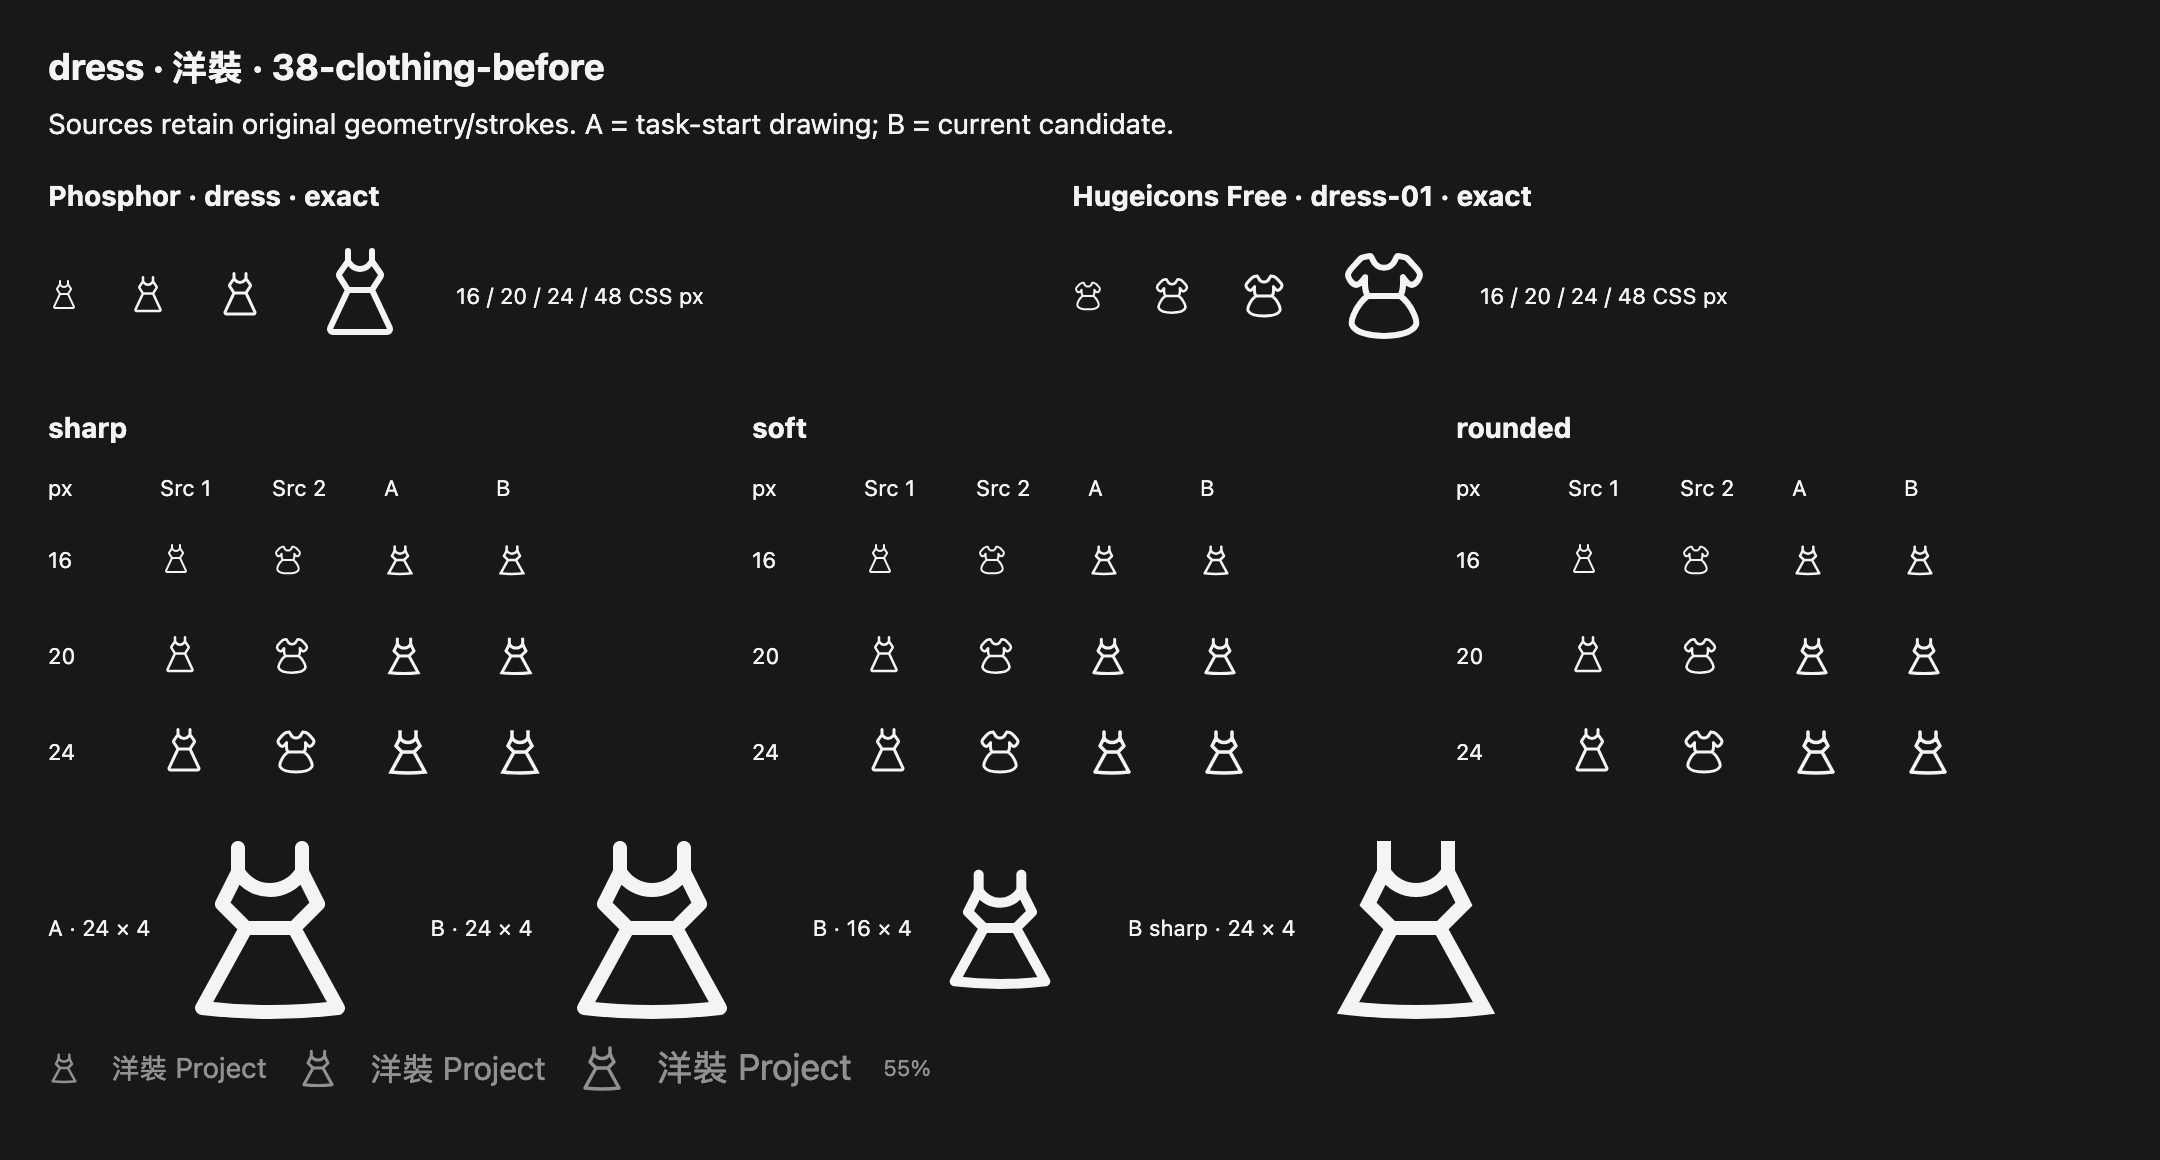 dress · 洋裝 · 38-clothing-before
Sources retain original geometry/strokes. A = task-start drawing; B = current candidate.
Phosphor · dress · exact
Hugeicons Free · dress-01 · exact
16 / 20 / 24 / 48 CSS px
16 / 20 / 24 / 48 CSS px
sharp
soft
rounded
px Src 1 Src 2 A B
px Src 1 Src 2 A B
px Src 1 Src 2 A B
16
16
16
20
20
20
24
24
24
A · 24 × 4
B · 24 × 4
B · 16 × 4
B sharp · 24 × 4
洋裝 Project
洋裝 Project
洋裝 Project
55%